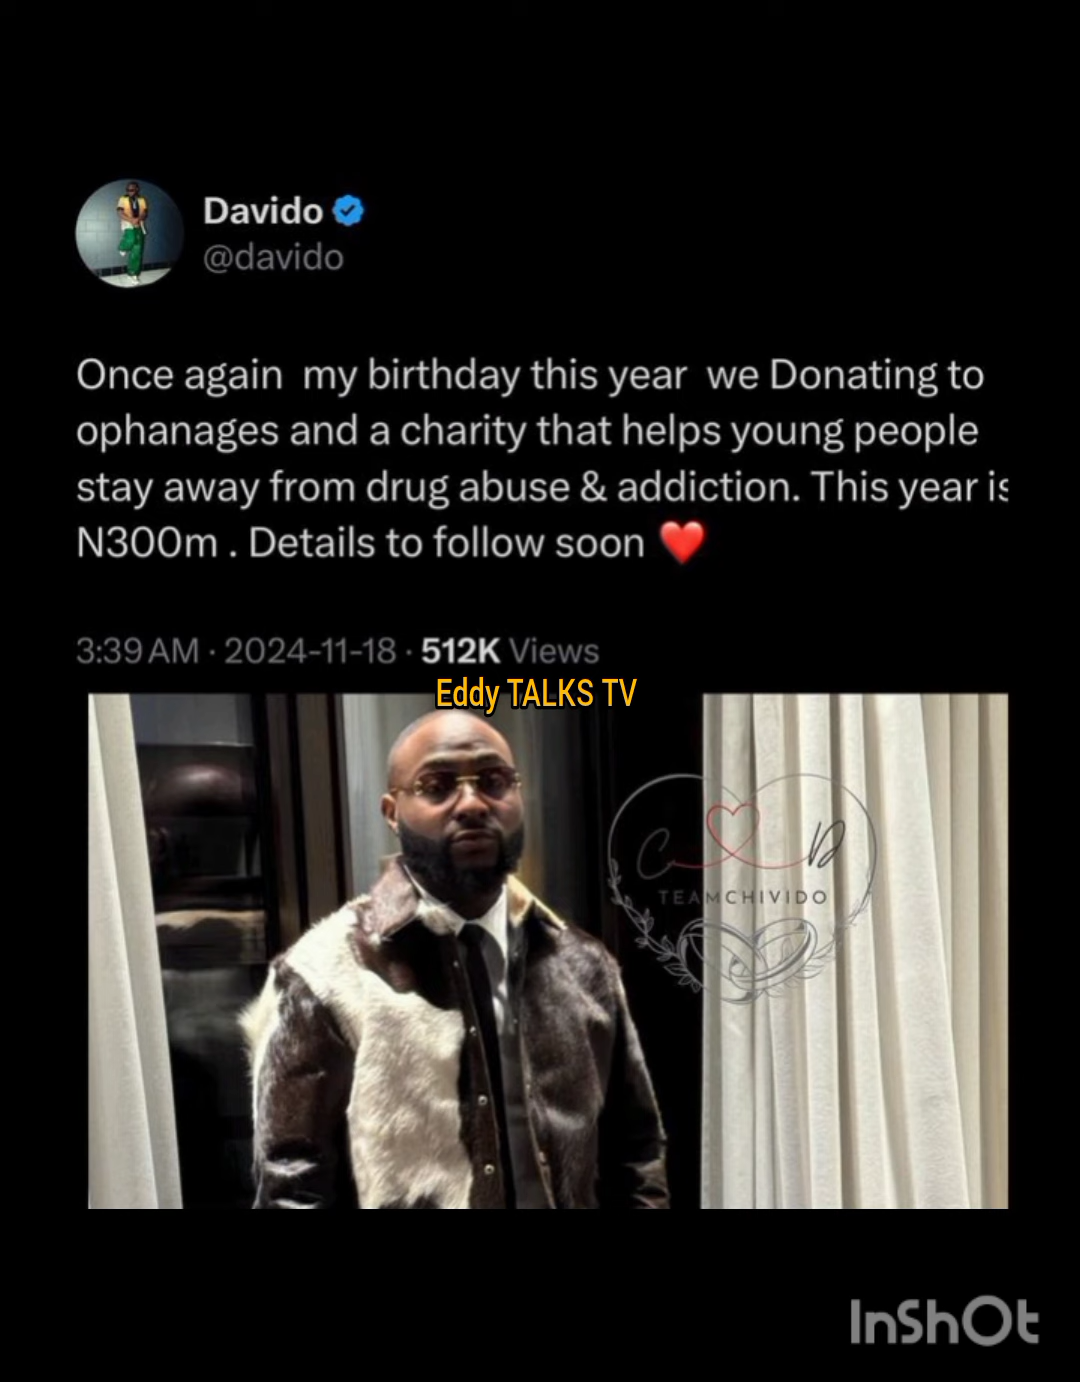 Davido
@davido
Once again my birthday this year we Donating to
ophanages and a charity that helps young people
stay away from drug abuse & addiction. This year is
N300m . Details to follow soon ❤️
3:39 AM · 2024-11-18 · 512K Views
Eddy TALKS TV
C D
TEAMCHIVIDO
InShOt